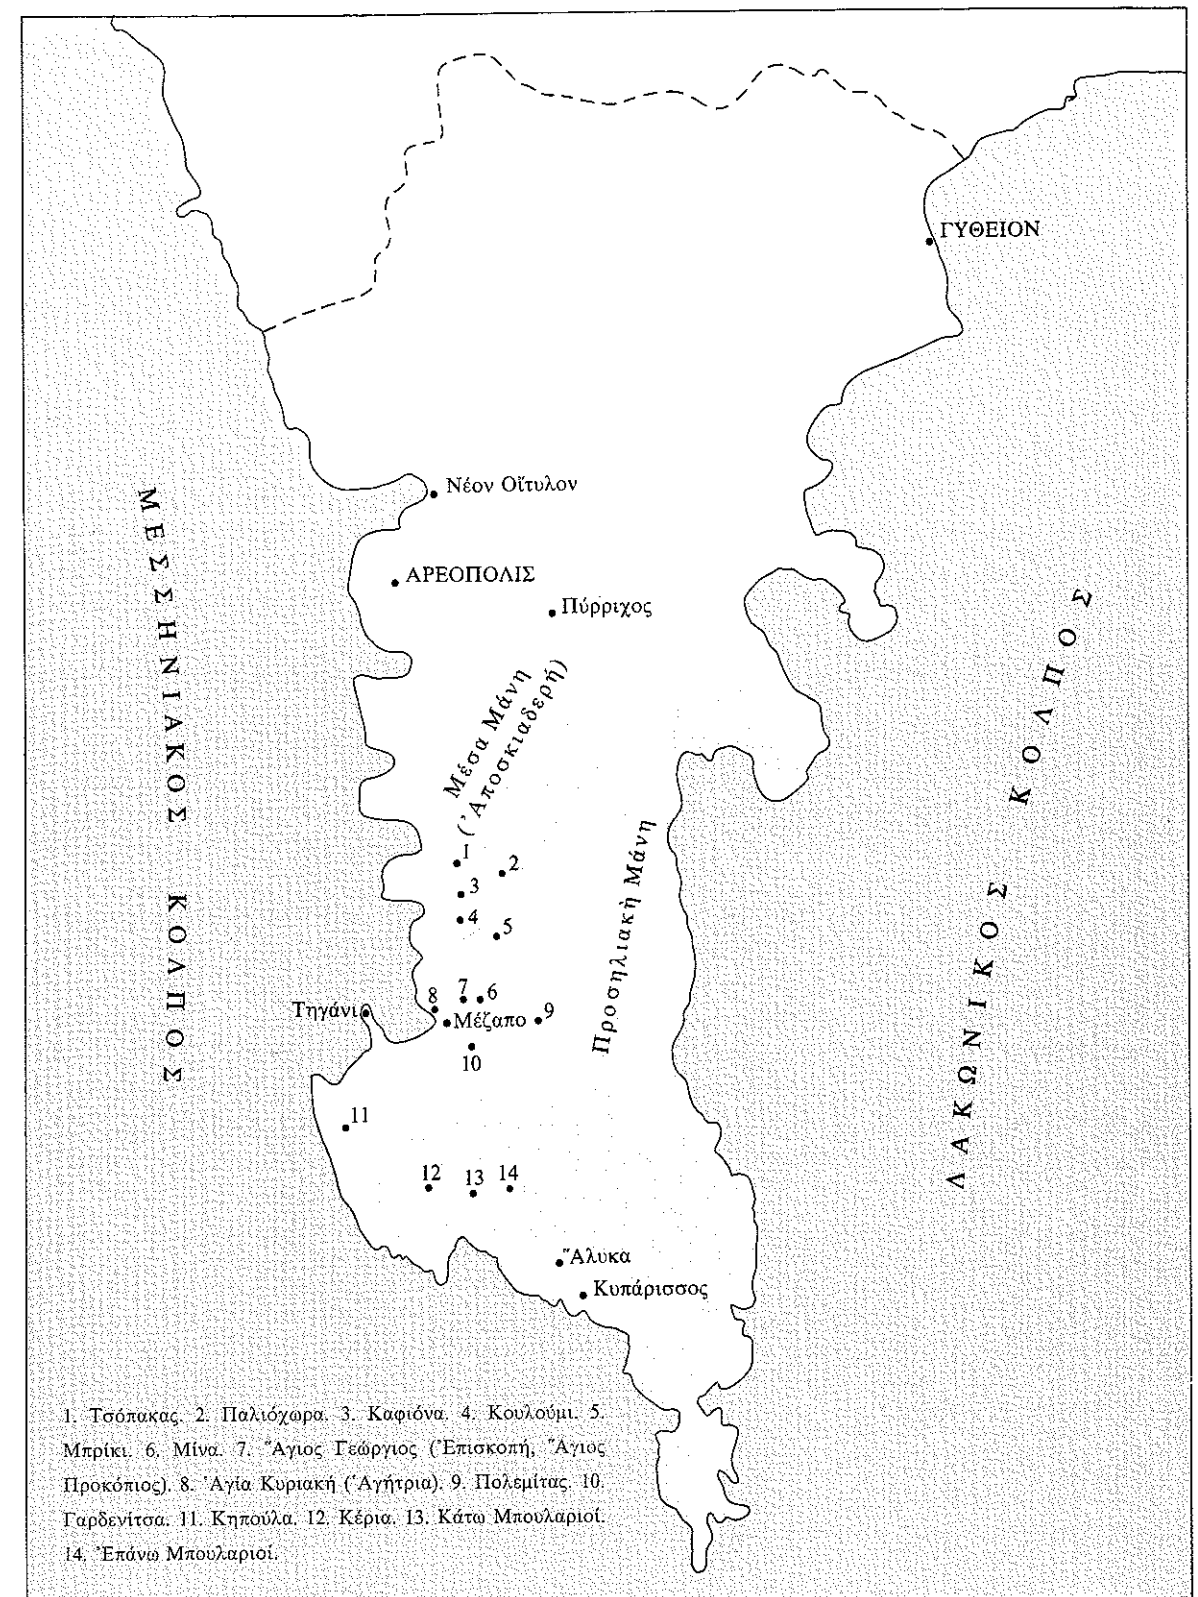 ΓΥΘΕΙΟΝ
Νέον Οἴτυλον
ΑΡΕΟΠΟΛΙΣ
Πύρριχος
ΜΕΣΣΗΝΙΑΚΟΣ ΚΟΛΠΟΣ
ΛΑΚΩΝΙΚΟΣ ΚΟΛΠΟΣ
Μέσα Μάνη
(Ἀποσκιαδερή)
Προσηλιακὴ Μάνη
1
2
3
4
5
7
6
8
Τηγάνι
Μέζαπο
9
10
11
12
13
14
Ἄλυκα
Κυπάρισσος
1. Τσόπακας. 2. Παλιόχωρα. 3. Καφιόνα. 4. Κουλούμι. 5.
Μπρίκι. 6. Μίνα. 7. Ἅγιος Γεώργιος (Ἐπισκοπή, Ἅγιος
Προκόπιος). 8. Ἁγία Κυριακή (Ἁγήτρια). 9. Πολεμίτας. 10.
Γαρδενίτσα. 11. Κηπούλα. 12. Κέρια. 13. Κάτω Μπουλαριοί.
14. Ἐπάνω Μπουλαριοί.